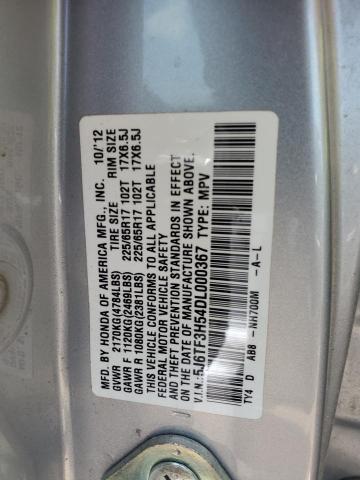 MFD. BY HONDA OF AMERICA MFG., INC. 10/'12
GVWR 2170KG(4784LBS) TIRE SIZE RIM SIZE
GAWR F 1120KG(2469LBS) 225/65R17 102T 17X6.5J
GAWR R 1080KG(2381LBS) 225/65R17 102T 17X6.5J
THIS VEHICLE CONFORMS TO ALL APPLICABLE
FEDERAL MOTOR VEHICLE SAFETY AND
THEFT PREVENTION STANDARDS IN EFFECT
ON THE DATE OF MANUFACTURE SHOWN ABOVE.
V.I.N.:5J6TF3H54DL000367 TYPE: MPV
TY4 D AB8 -NH700M -A-L